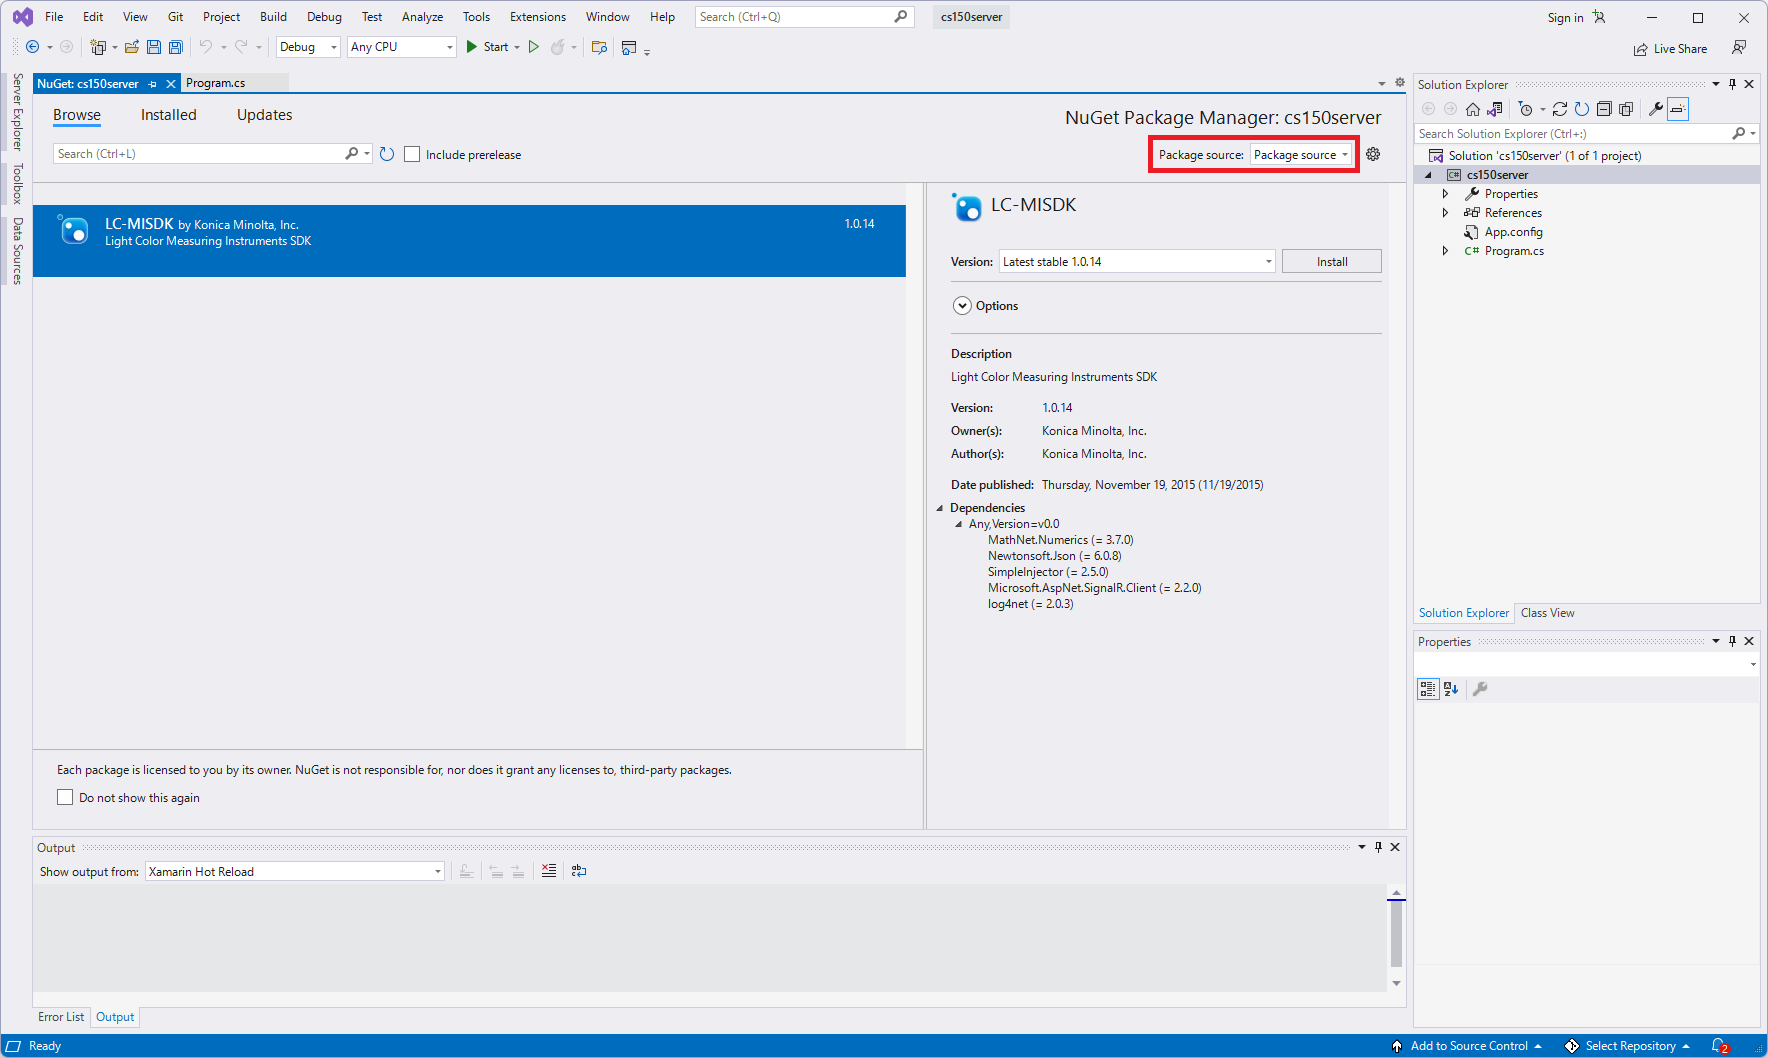 File Edit View Git Project Build Debug Test Analyze Tools Extensions Window Help Search (Ctrl+Q) cs150server Sign in
Debug Any CPU Start Live Share
Server Explorer
Toolbox
Data Sources
NuGet: cs150server Program.cs
Browse Installed Updates
NuGet Package Manager: cs150server
Search (Ctrl+L) Include prerelease
Package source: Package source
LC-MISDK by Konica Minolta, Inc. 1.0.14
Light Color Measuring Instruments SDK
LC-MISDK
Version: Latest stable 1.0.14 Install
Options
Description
Light Color Measuring Instruments SDK
Version: 1.0.14
Owner(s): Konica Minolta, Inc.
Author(s): Konica Minolta, Inc.
Date published: Thursday, November 19, 2015 (11/19/2015)
Dependencies
Any,Version=v0.0
MathNet.Numerics (= 3.7.0)
Newtonsoft.Json (= 6.0.8)
SimpleInjector (= 2.5.0)
Microsoft.AspNet.SignalR.Client (= 2.2.0)
log4net (= 2.0.3)
Each package is licensed to you by its owner. NuGet is not responsible for, nor does it grant any licenses to, third-party packages.
Do not show this again
Solution Explorer
Search Solution Explorer (Ctrl+:)
Solution 'cs150server' (1 of 1 project)
C# cs150server
Properties
References
App.config
C# Program.cs
Solution Explorer Class View
Properties
Output
Show output from: Xamarin Hot Reload
Error List Output
Ready Add to Source Control Select Repository 2